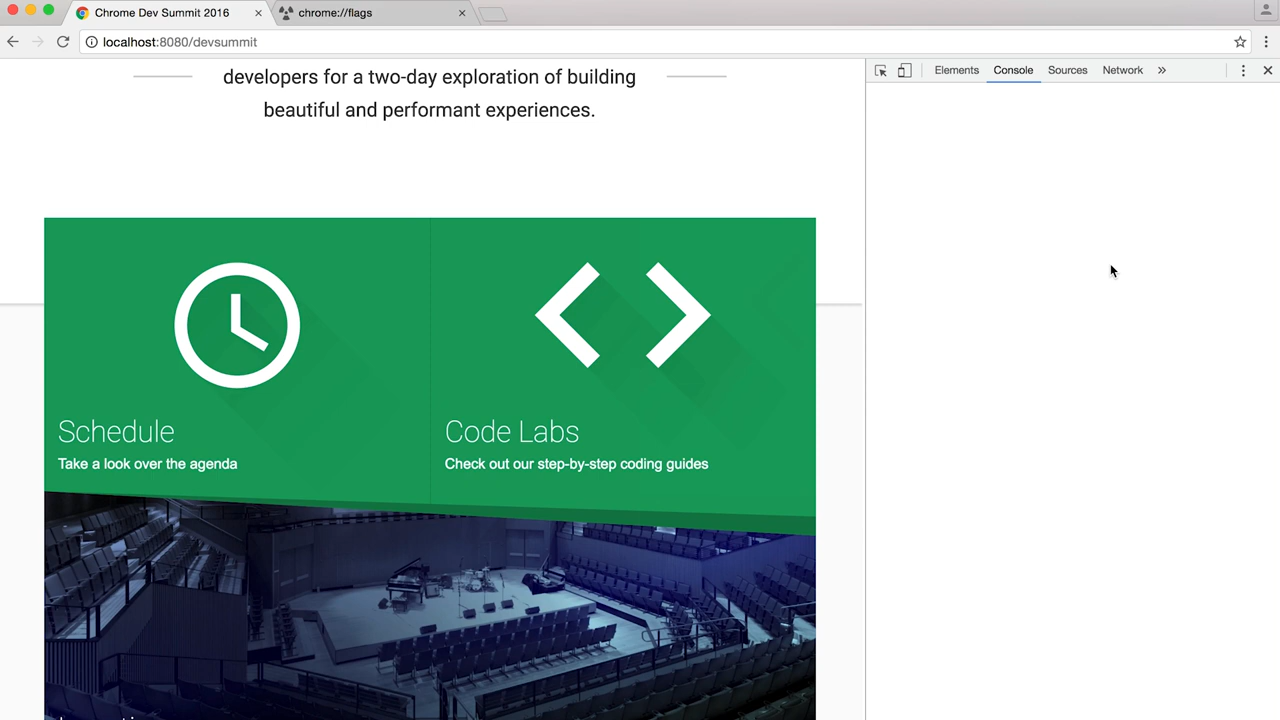 Chrome Dev Summit 2016
chrome://flags
localhost:8080/devsummit
Elements Console Sources Network
developers for a two-day exploration of building
beautiful and performant experiences.
Schedule
Take a look over the agenda
Code Labs
Check out our step-by-step coding guides